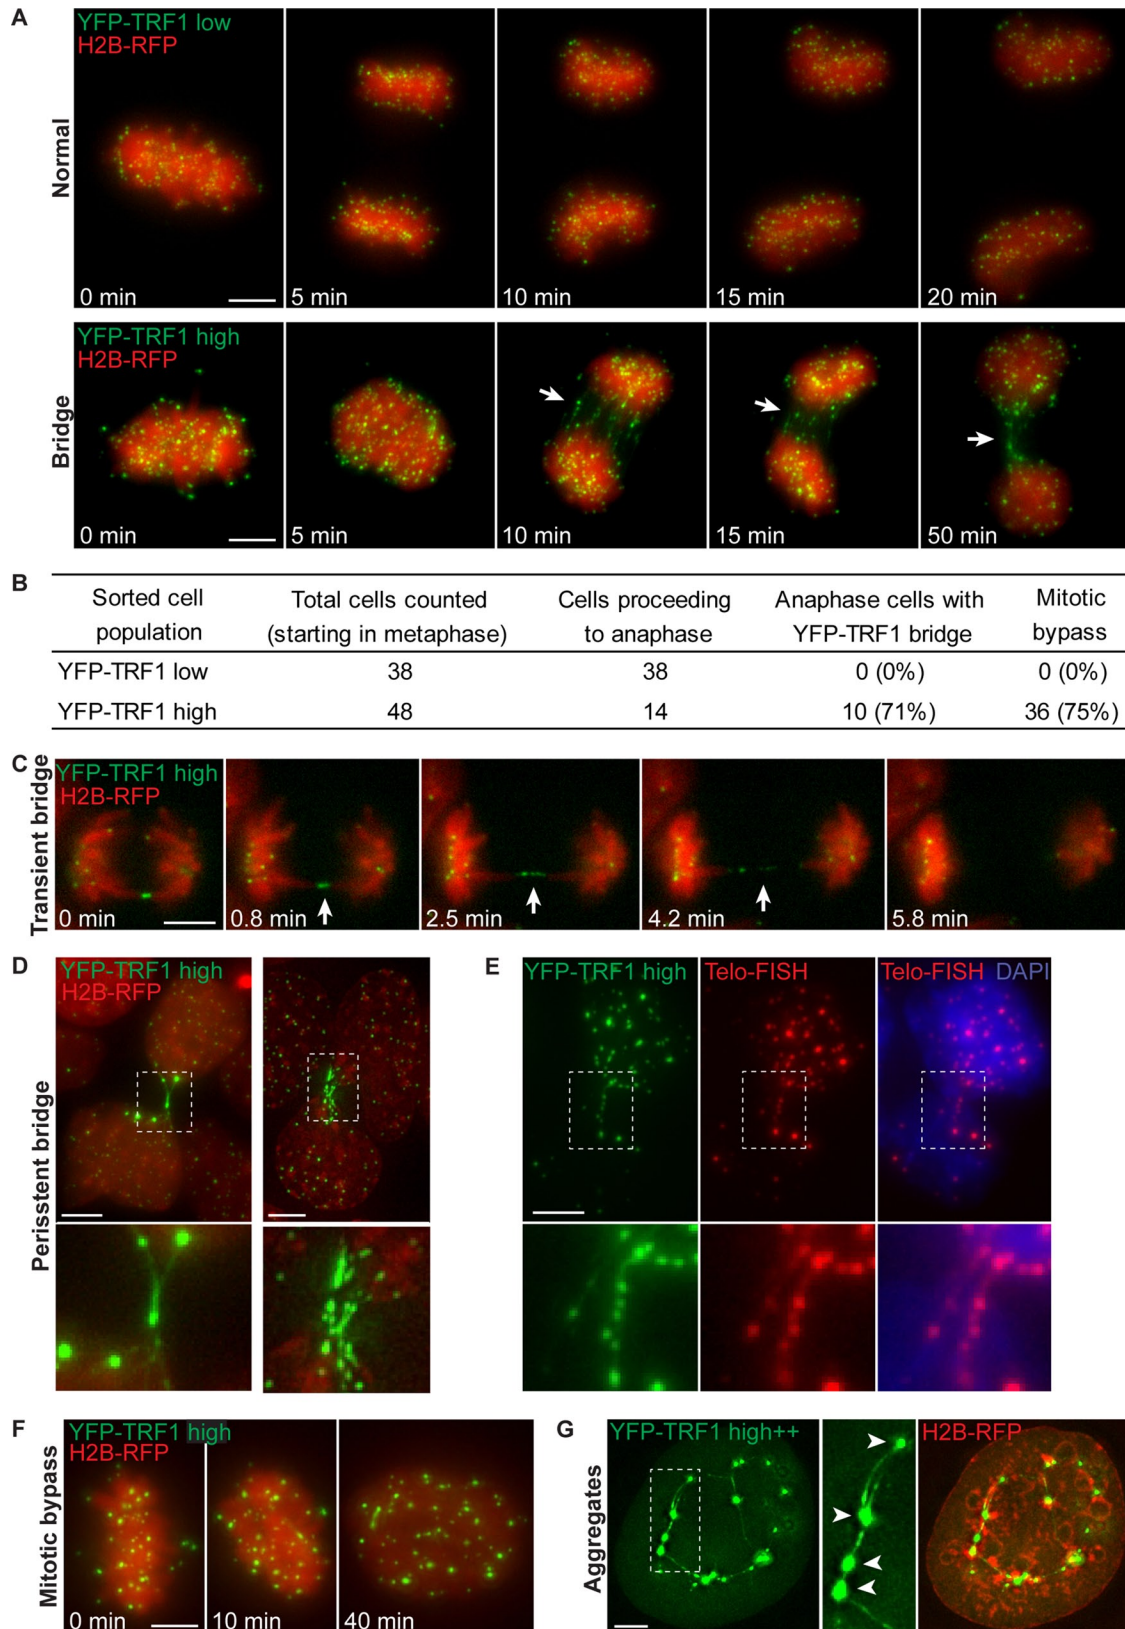 A
YFP-TRF1 low
H2B-RFP
Normal
0 min
5 min
10 min
15 min
20 min
YFP-TRF1 high
H2B-RFP
Bridge
0 min
5 min
10 min
15 min
50 min
B
Sorted cell population
Total cells counted (starting in metaphase)
Cells proceeding to anaphase
Anaphase cells with YFP-TRF1 bridge
Mitotic bypass
YFP-TRF1 low 38 38 0 (0%) 0 (0%)
YFP-TRF1 high 48 14 10 (71%) 36 (75%)
C
YFP-TRF1 high
H2B-RFP
Transient bridge
0 min
0.8 min
2.5 min
4.2 min
5.8 min
D
YFP-TRF1 high
H2B-RFP
Perisstent bridge
E
YFP-TRF1 high
Telo-FISH
Telo-FISH DAPI
F
YFP-TRF1 high
H2B-RFP
Mitotic bypass
0 min
10 min
40 min
G
YFP-TRF1 high++
H2B-RFP
Aggregates